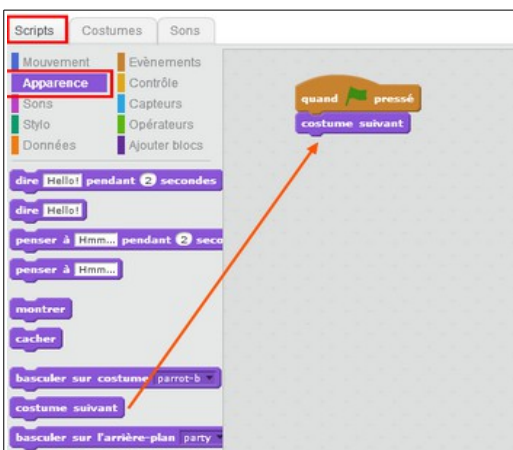 Scripts Costumes Sons
Mouvement Evènements
Apparence Contrôle
Sons Capteurs
Stylo Opérateurs
Données Ajouter blocs
dire Hello! pendant 2 secondes
dire Hello!
penser à Hmm... pendant 2 seco
penser à Hmm...
montrer
cacher
basculer sur costume parrot-b
costume suivant
basculer sur l'arrière-plan party
quand pressé
costume suivant